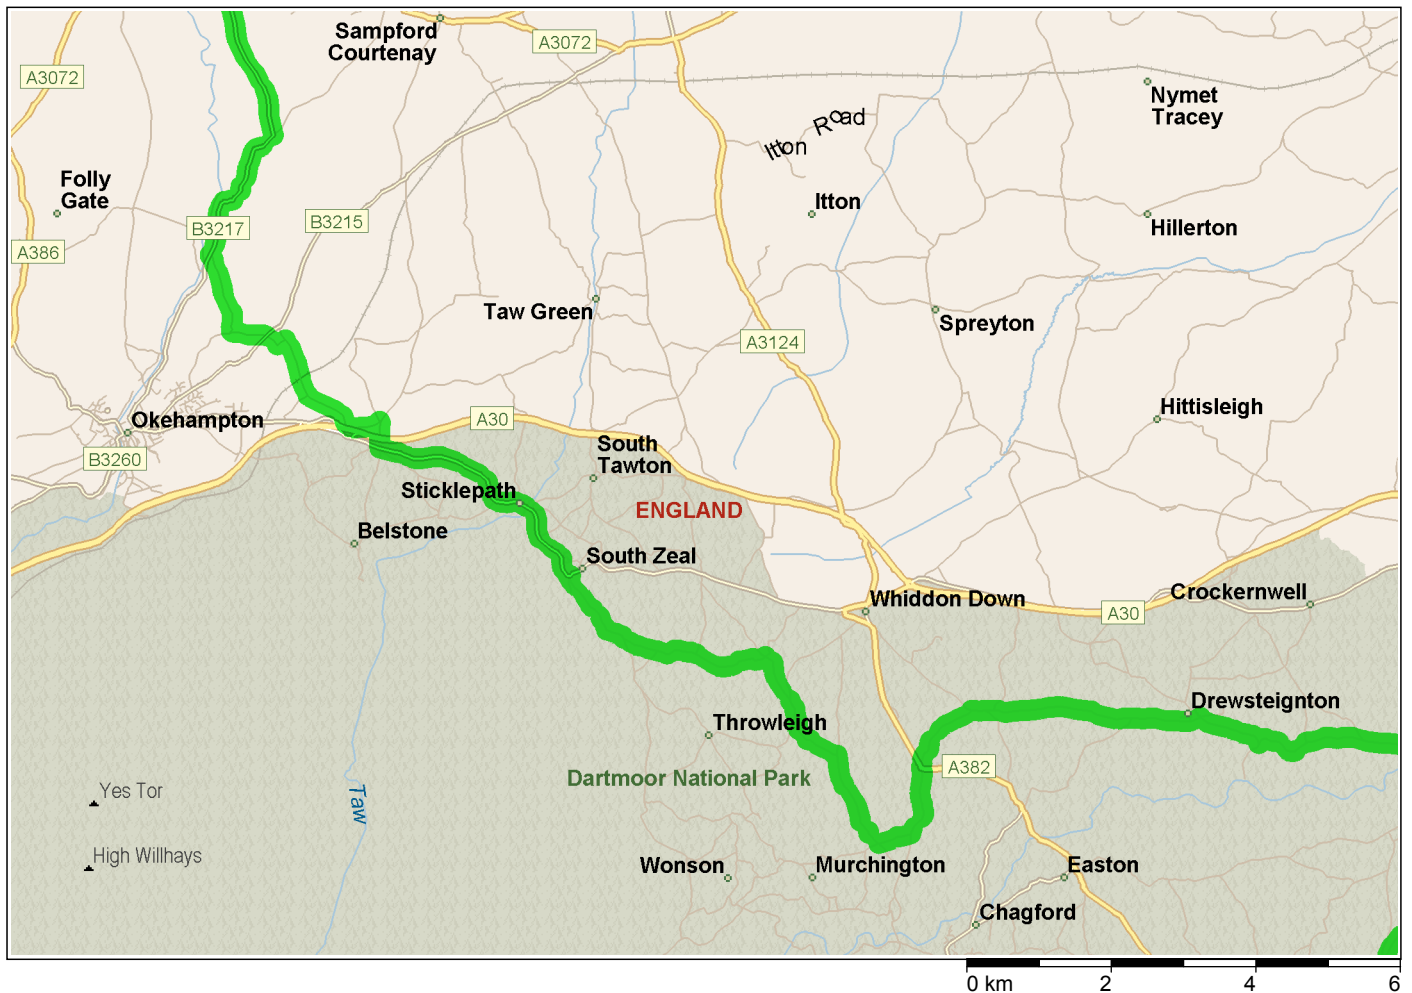 Sampford
Courtenay
A3072
A3072
Nymet
Tracey
Itton Road
Folly
Gate
Itton
B3217
B3215
Hillerton
A386
Taw Green
Spreyton
A3124
Hittisleigh
Okehampton
A30
South
Tawton
B3260
Sticklepath
ENGLAND
Belstone
South Zeal
Crockernwell
Whiddon Down
A30
Drewsteignton
Throwleigh
A382
Dartmoor National Park
Yes Tor
Taw
High Willhays
Wonson
Murchington
Easton
Chagford
0 km
2
4
6